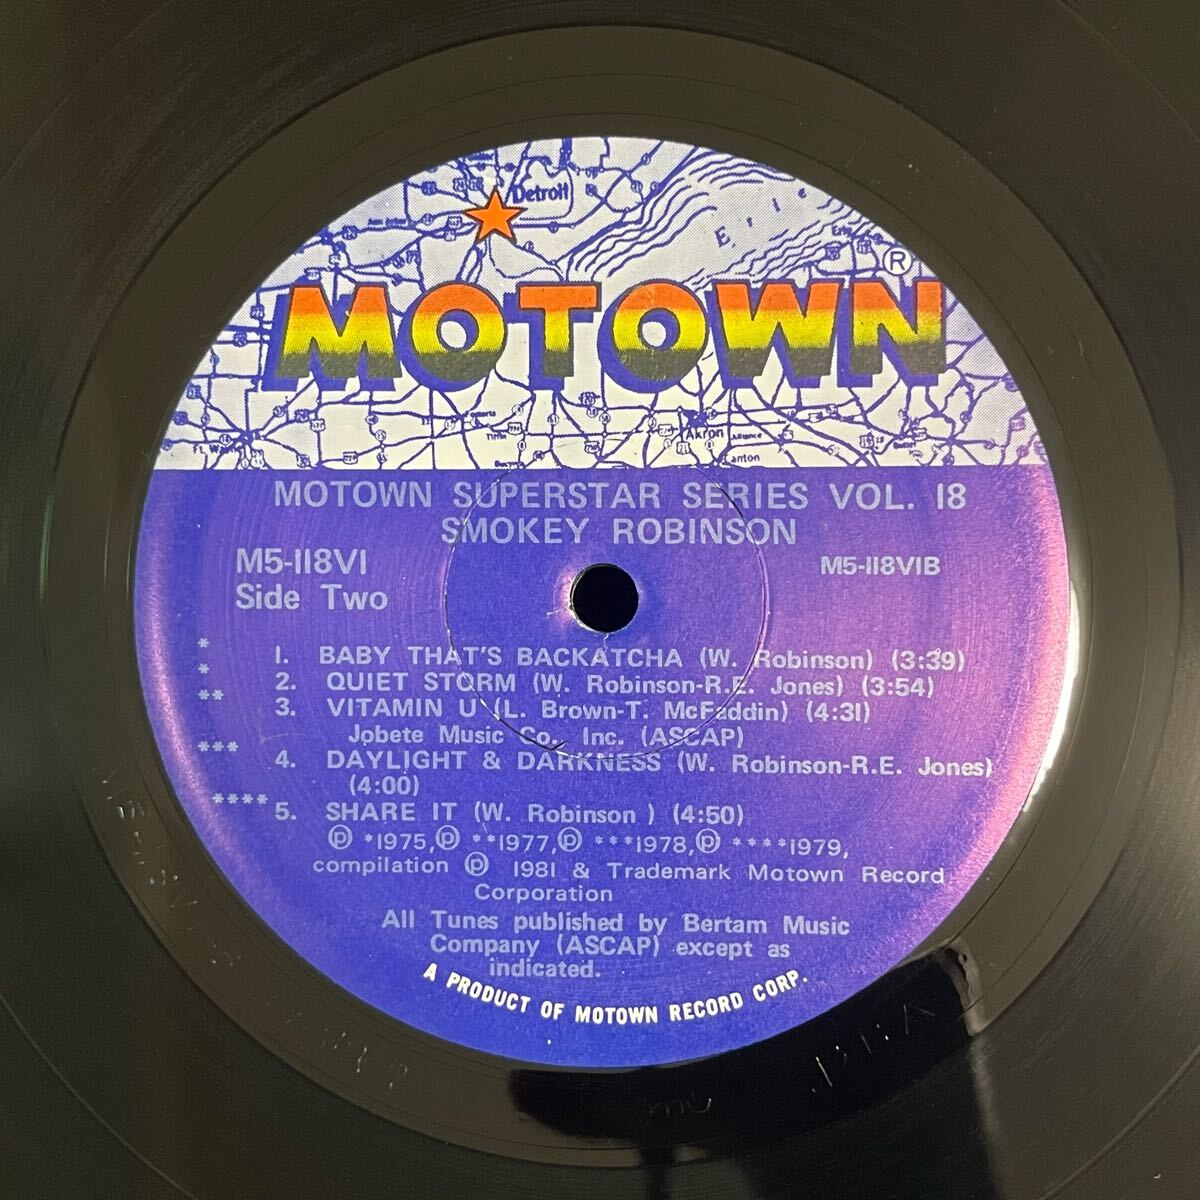 Detroit
Erie
Erie
®
MOTOWN
Akron
Alliance
Canton
MOTOWN SUPERSTAR SERIES VOL. 18
SMOKEY ROBINSON
M5-118V1
M5-118V1B
Side Two
* 1. BABY THAT'S BACKATCHA (W. Robinson) (3:39)
* 2. QUIET STORM (W. Robinson-R.E. Jones) (3:54)
** 3. VITAMIN U (L. Brown-T. McFaddin) (4:31)
Jobete Music Co., Inc. (ASCAP)
*** 4. DAYLIGHT & DARKNESS (W. Robinson-R.E. Jones)
(4:00)
**** 5. SHARE IT (W. Robinson ) (4:50)
℗ *1975,℗ **1977,℗ ***1978,℗ ****1979,
compilation ℗ 1981 & Trademark Motown Record
Corporation
All Tunes published by Bertam Music
Company (ASCAP) except as
indicated.
A PRODUCT OF MOTOWN RECORD CORP.